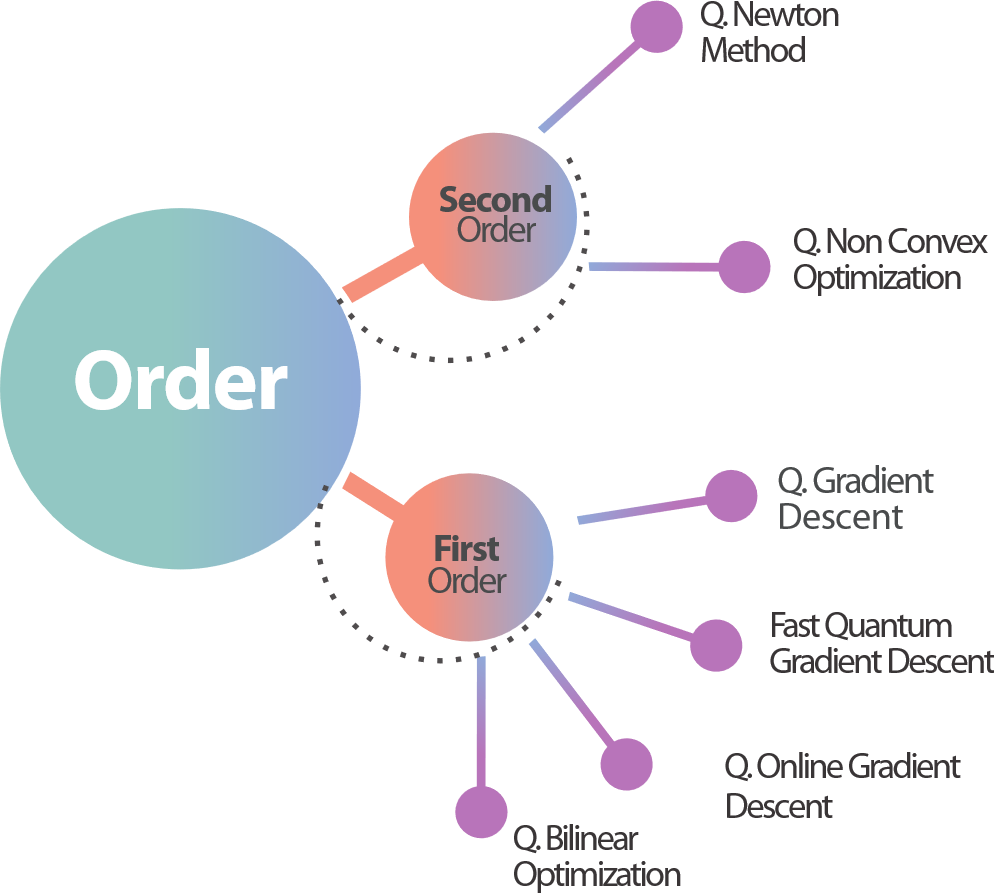 Q. Newton
Method
Second
Order
Q. Non Convex
Optimization
Order
Q. Gradient
Descent
First
Order
Fast Quantum
Gradient Descent
Q. Online Gradient
Descent
Q. Bilinear
Optimization